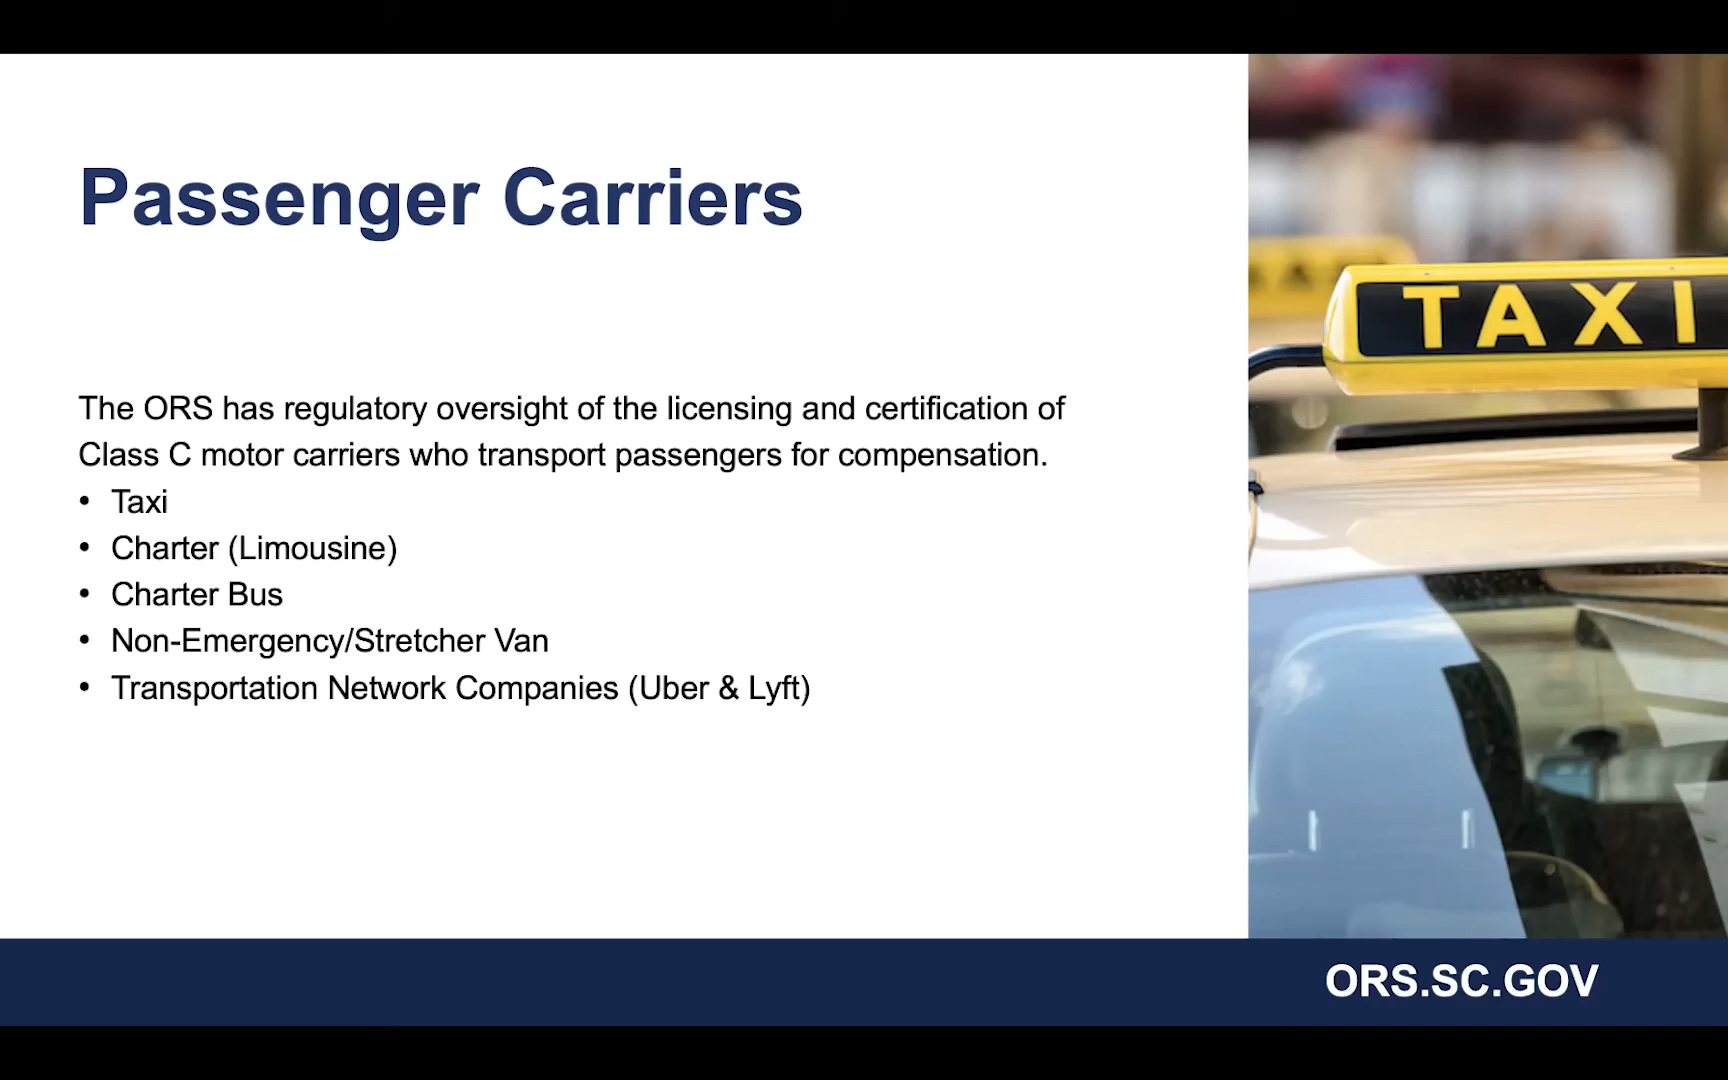 Passenger Carriers
The ORS has regulatory oversight of the licensing and certification of
Class C motor carriers who transport passengers for compensation.
• Taxi
• Charter (Limousine)
• Charter Bus
• Non-Emergency/Stretcher Van
• Transportation Network Companies (Uber & Lyft)
TAXI
ORS.SC.GOV